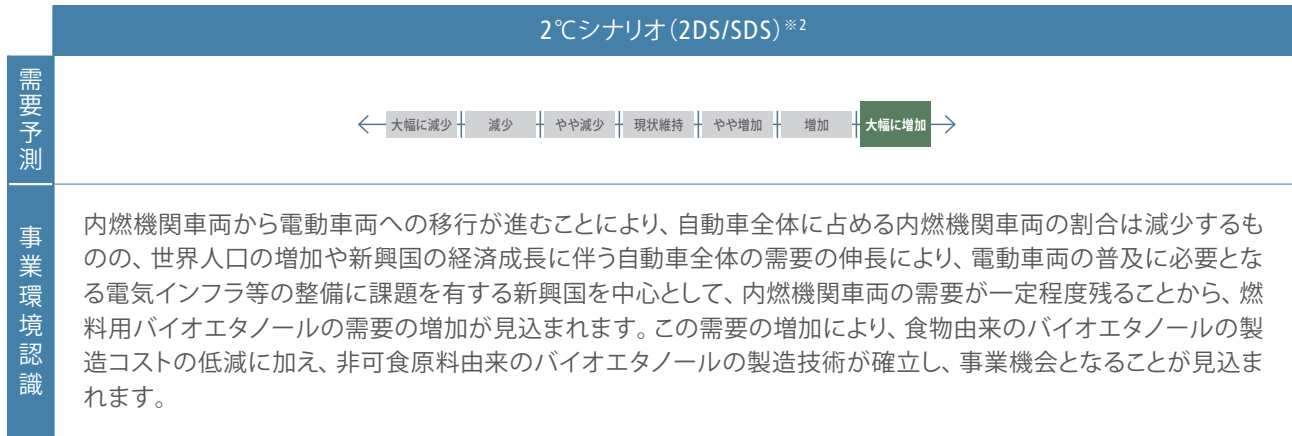 2℃シナリオ(2DS/SDS)※2
需要予測
大幅に減少 減少 やや減少 現状維持 やや増加 増加 大幅に増加
事業環境認識
内燃機関車両から電動車両への移行が進むことにより、自動車全体に占める内燃機関車両の割合は減少するも
のの、世界人口の増加や新興国の経済成長に伴う自動車全体の需要の伸長により、電動車両の普及に必要とな
る電気インフラ等の整備に課題を有する新興国を中心として、内燃機関車両の需要が一定程度残ることから、燃
料用バイオエタノールの需要の増加が見込まれます。この需要の増加により、食物由来のバイオエタノールの製
造コストの低減に加え、非可食原料由来のバイオエタノールの製造技術が確立し、事業機会となることが見込ま
れます。